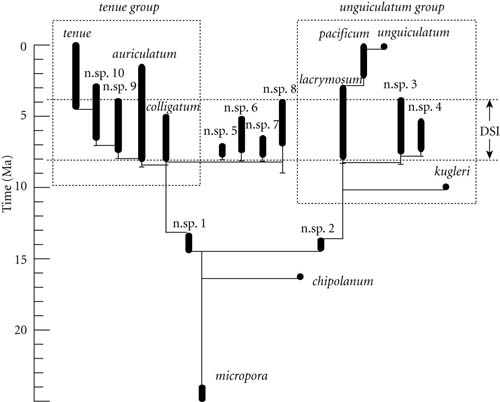 tenue group
unguiculatum group
0
5
10
15
20
Time (Ma)
tenue
auriculatum
n.sp. 10
n.sp. 9
colligatum
n.sp. 8
n.sp. 6
n.sp. 5
n.sp. 7
pacificum
unguiculatum
lacrymosum
n.sp. 3
n.sp. 4
DSI
kugleri
n.sp. 1
n.sp. 2
chipolanum
micropora